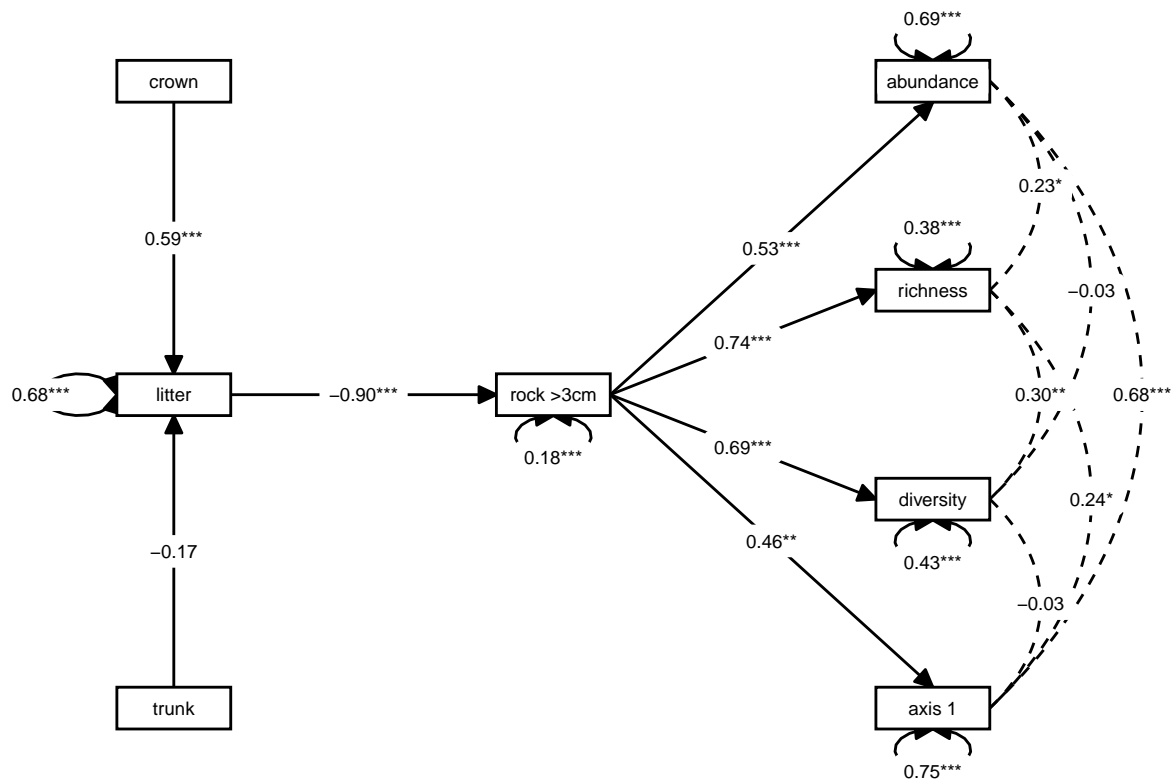 0.69***
crown
abundance
0.23*
0.59***
0.38***
0.53***
richness
−0.03
0.74***
0.68***
litter
−0.90***
rock >3cm
0.30**
0.68***
0.18***
0.69***
diversity
0.24*
−0.17
0.46**
0.43***
−0.03
trunk
axis 1
0.75***